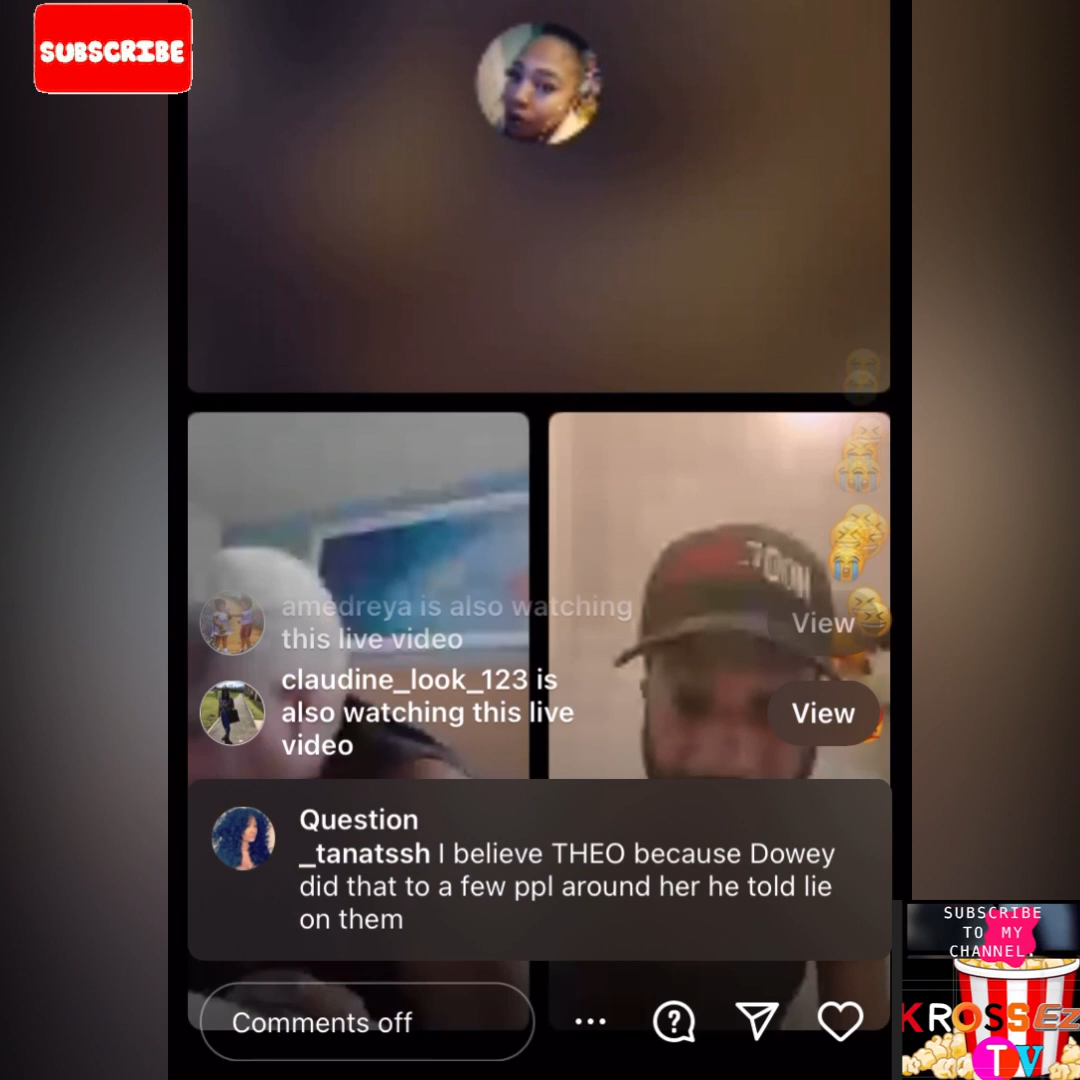 SUBSCRIBE
.TOON
amedreya is also watching
this live video
View
claudine_look_123 is
also watching this live
video
View
Question
_tanatssh I believe THEO because Dowey
did that to a few ppl around her he told lie
on them
Comments off
SUBSCRIBE
TO MY
CHANNEL.
KROSSEz
TV